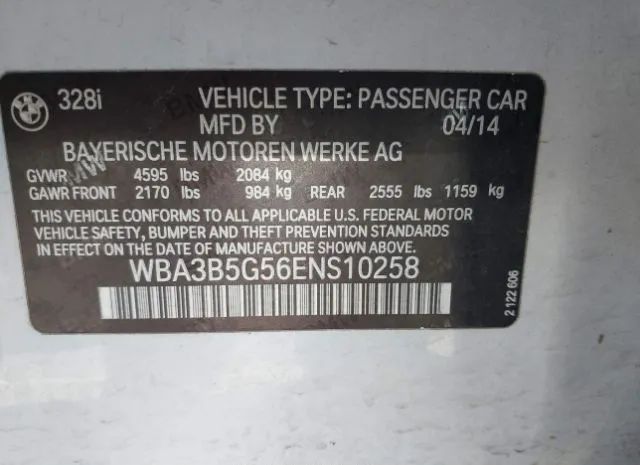 328i VEHICLE TYPE: PASSENGER CAR
MFD BY 04/14
BAYERISCHE MOTOREN WERKE AG
GVWR 4595 lbs 2084 kg
GAWR FRONT 2170 lbs 984 kg REAR 2555 lbs 1159 kg
THIS VEHICLE CONFORMS TO ALL APPLICABLE U.S. FEDERAL MOTOR
VEHICLE SAFETY, BUMPER AND THEFT PREVENTION STANDARDS
IN EFFECT ON THE DATE OF MANUFACTURE SHOWN ABOVE.
WBA3B5G56ENS10258
2 122 606